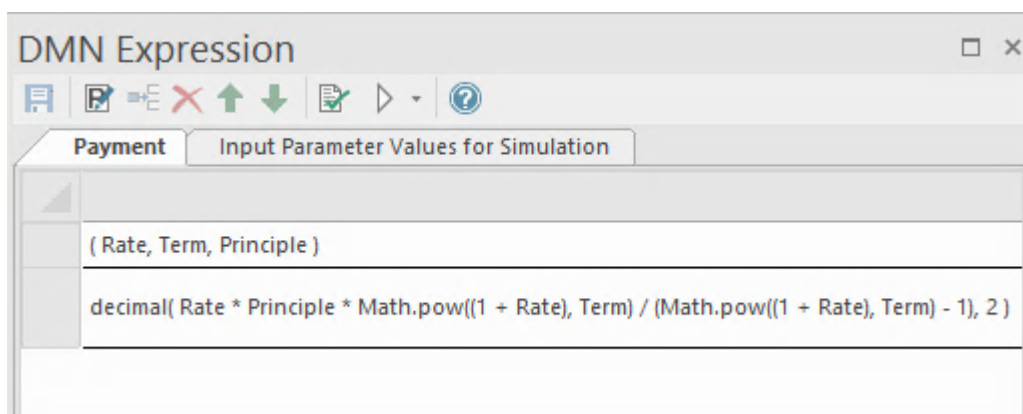 DMN Expression
Payment
Input Parameter Values for Simulation
( Rate, Term, Principle )
decimal( Rate * Principle * Math.pow((1 + Rate), Term) / (Math.pow((1 + Rate), Term) - 1), 2 )